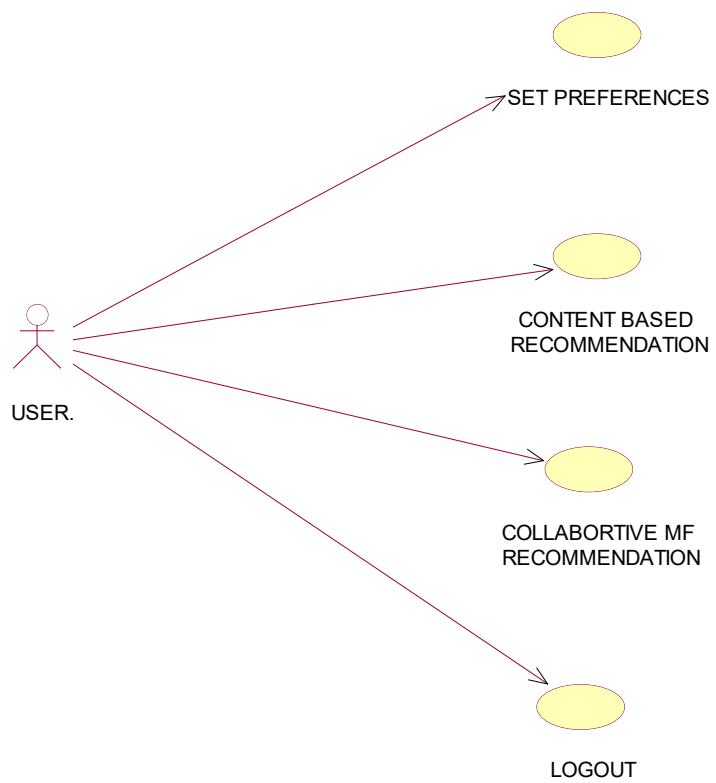 SET PREFERENCES
CONTENT BASED
RECOMMENDATION
USER.
COLLABORTIVE MF
RECOMMENDATION
LOGOUT